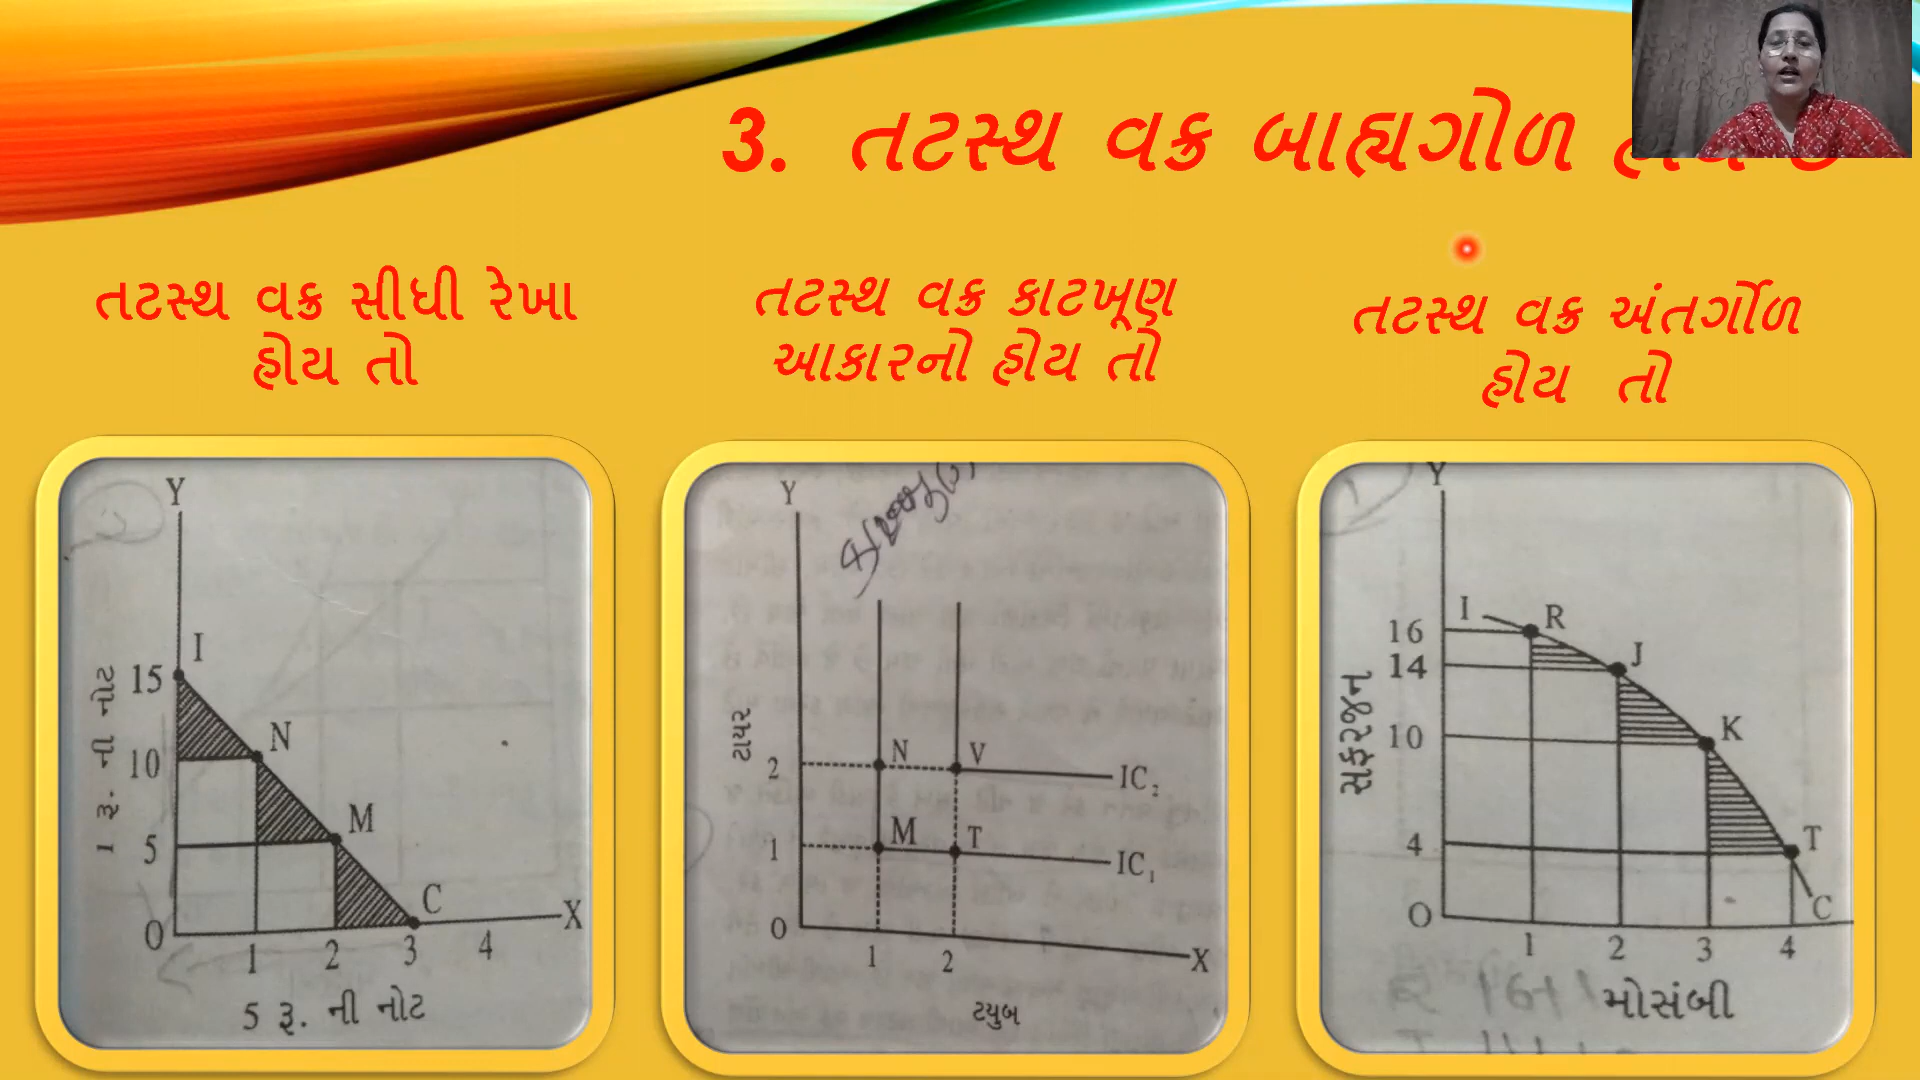 3. તટસ્થ વક્ર બાહ્યગોળ
તટસ્થ વક્ર સીધી રેખા
હોય તો
તટસ્થ વક્ર કાટખૂણ
આકારનો હોય તો
તટસ્થ વક્ર અંતર્ગોળ
હોય તો
Y
I
15
N
10
M
5
C
0
X
1 2 3 4
1 રૂ. ની નોટ
5 રૂ. ની નોટ
Y
ટાયર
2
N
V
IC₂
1
M
T
IC₁
O
1 2
X
ટયુબ
Y
I
R
16
J
14
K
10
T
4
C
O
1 2 3 4
સફરજન
મોસંબી